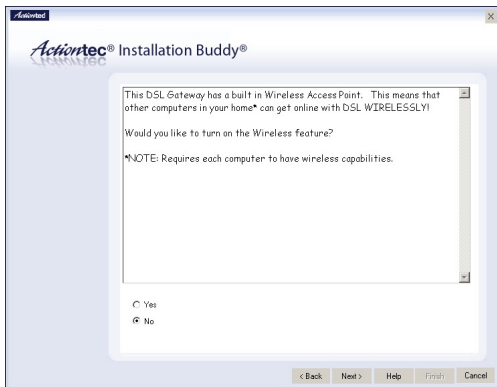 Actiontec
X
Actiontec® Installation Buddy®
This DSL Gateway has a built in Wireless Access Point. This means that
other computers in your home* can get online with DSL WIRELESSLY!
Would you like to turn on the Wireless feature?
*NOTE: Requires each computer to have wireless capabilities.
Yes
No
< Back Next > Help Finish Cancel